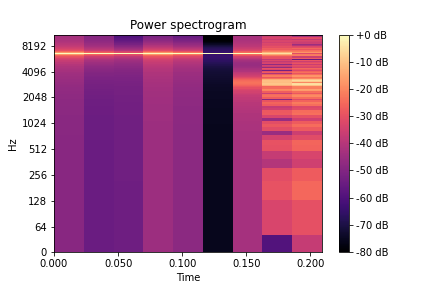 Power spectrogram
8192
4096
2048
1024
512
256
128
64
0
Hz
0.000 0.050 0.100 0.150 0.200
Time
+0 dB
-10 dB
-20 dB
-30 dB
-40 dB
-50 dB
-60 dB
-70 dB
-80 dB